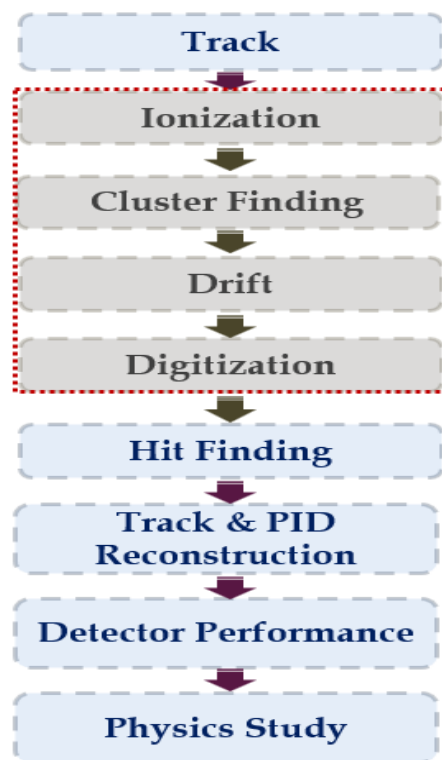 Track
Ionization
Cluster Finding
Drift
Digitization
Hit Finding
Track & PID
Reconstruction
Detector Performance
Physics Study